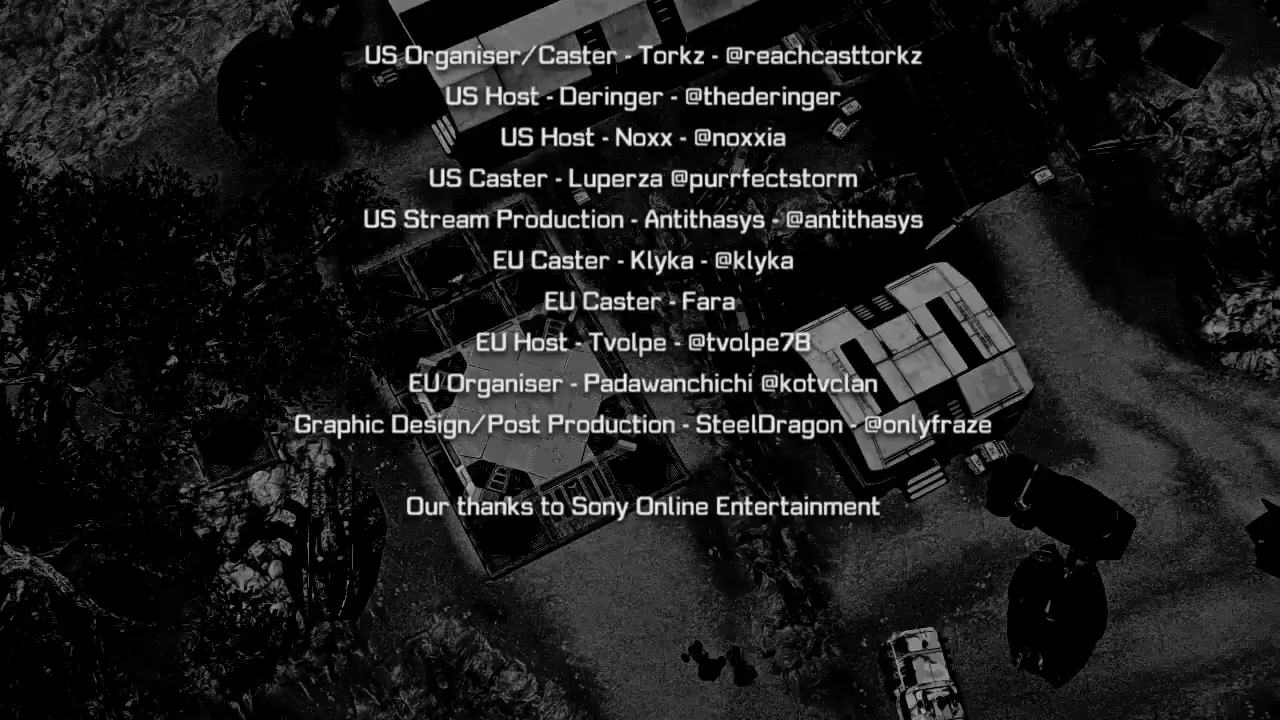 US Organiser/Caster - Torkz - @reachcasttorkz
US Host - Deringer - @thederinger
US Host - Noxx - @noxxia
US Caster - Luperza @purrfectstorm
US Stream Production - Antithasys - @antithasys
EU Caster - Klyka - @klyka
EU Caster - Fara
EU Host - Tvolpe - @tvolpe78
EU Organiser - Padawanchichi @kotvclan
Graphic Design/Post Production - SteelDragon - @onlyfraze
Our thanks to Sony Online Entertainment